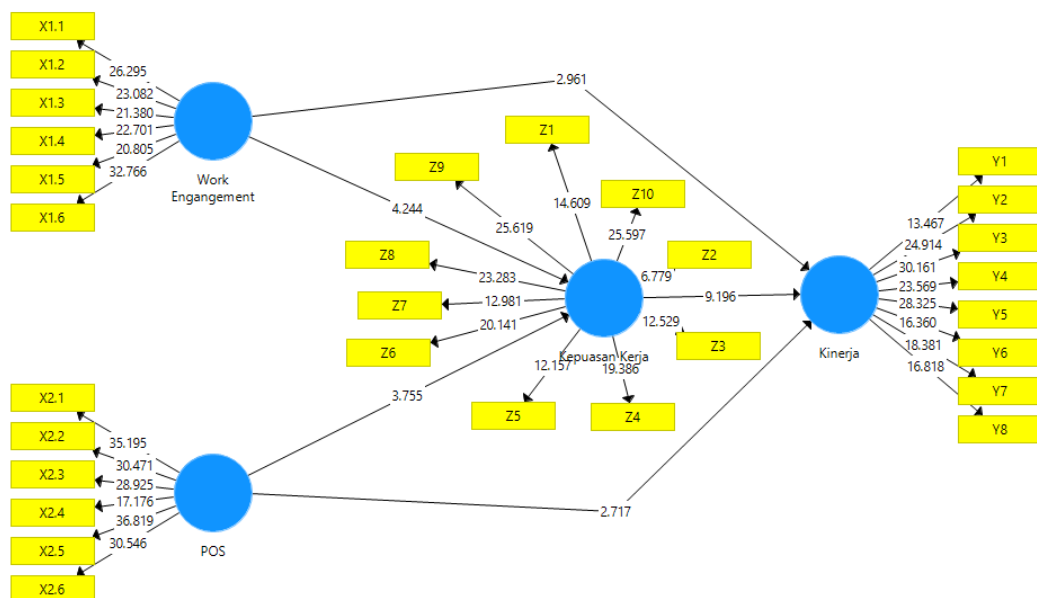 X1.1
X1.2
X1.3
X1.4
X1.5
X1.6
26.295
23.082
21.380
22.701
20.805
32.766
Work
Engangement
2.961
4.244
Z1
Z9
Z10
Z8
Z2
Z7
Z6
Z3
Z5
Z4
14.609
25.619
25.597
23.283
6.779
12.981
20.141
12.529
12.157
19.386
Kepuasan Kerja
9.196
3.755
2.717
X2.1
X2.2
X2.3
X2.4
X2.5
X2.6
35.195
30.471
28.925
17.176
36.819
30.546
POS
Kinerja
13.467
24.914
30.161
23.569
28.325
16.360
18.381
16.818
Y1
Y2
Y3
Y4
Y5
Y6
Y7
Y8